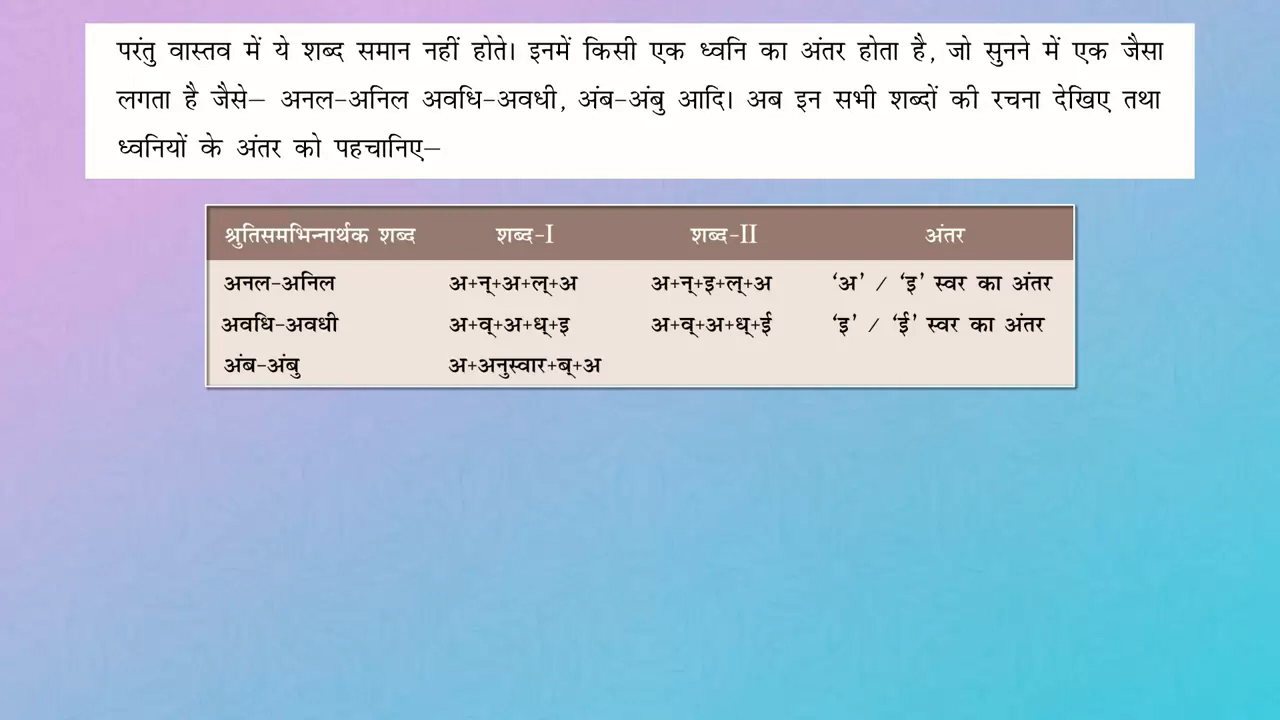 परंतु वास्तव में ये शब्द समान नहीं होते। इनमें किसी एक ध्वनि का अंतर होता है, जो सुनने में एक जैसा
लगता है जैसे– अनल-अनिल अवधि-अवधी, अंब-अंबु आदि। अब इन सभी शब्दों की रचना देखिए तथा
ध्वनियों के अंतर को पहचानिए–
श्रुतिसमभिन्नार्थक शब्द शब्द-I शब्द-II अंतर
अनल-अनिल अ+न्+अ+ल्+अ अ+न्+इ+ल्+अ ‘अ’ / ‘इ’ स्वर का अंतर
अवधि-अवधी अ+व्+अ+ध्+इ अ+व्+अ+ध्+ई ‘इ’ / ‘ई’ स्वर का अंतर
अंब-अंबु अ+अनुस्वार+ब्+अ